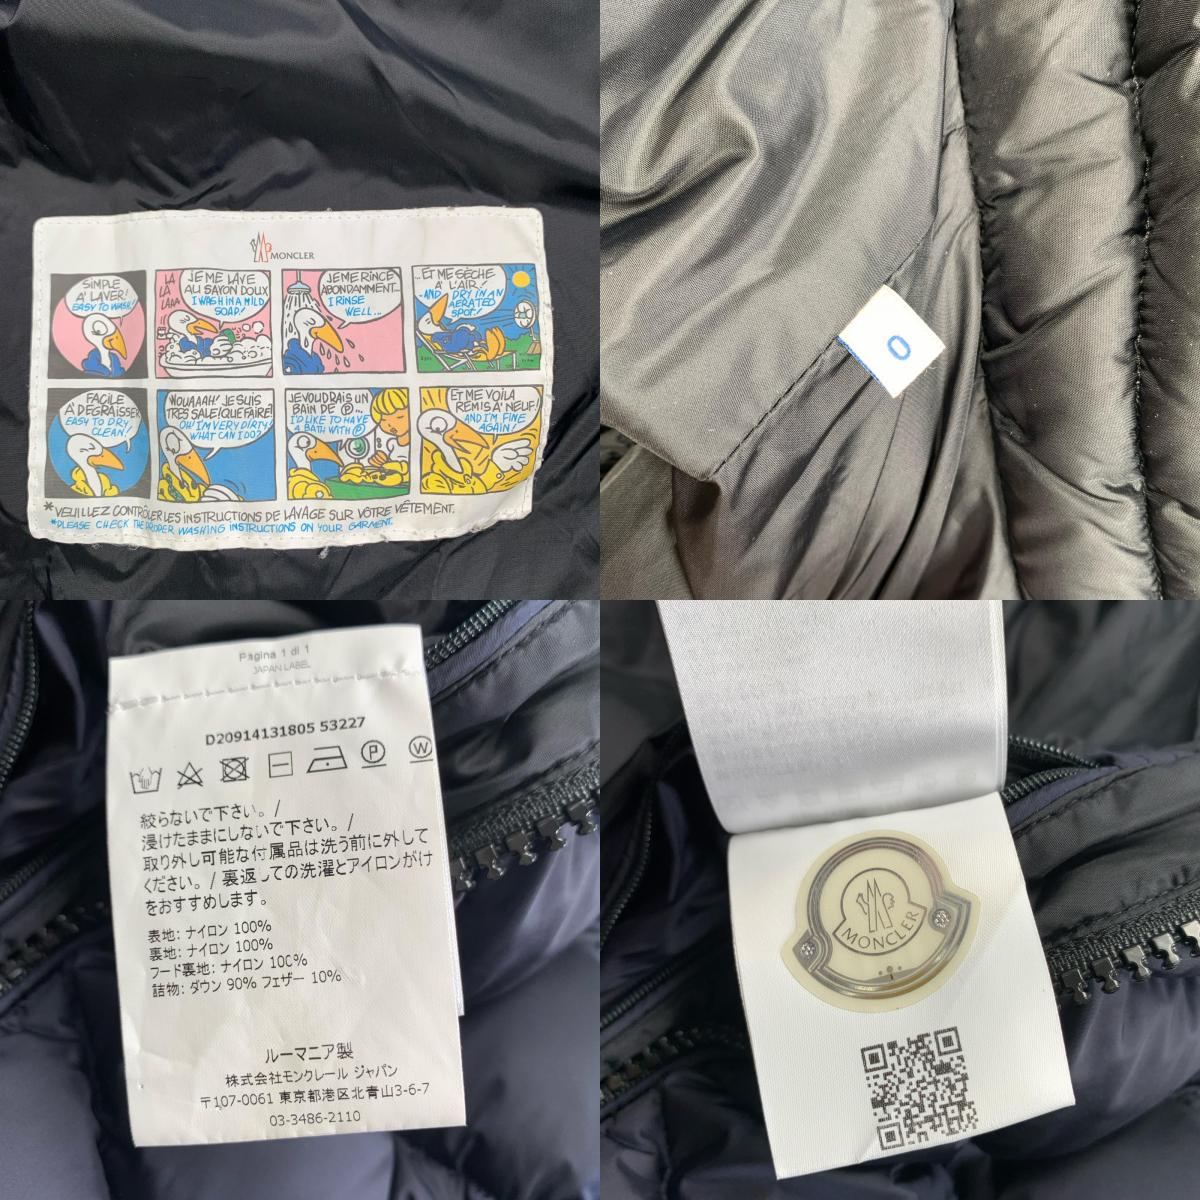 MONCLER
SIMPLE
A' LAVER!
EASY TO WASH!
LA
LA
LAAA
JE ME LAVE
AU SAVON DOUX
I WASH IN A MILD
SOAP!
JE ME RINCE
ABONDAMMENT...
I RINSE
WELL...
...ET ME SÈCHE
À L'AIR!
AND I DRY IN AN
AERATED
SPOT!
FACILE
A' DEGRAISSER
EASY TO DRY
CLEAN!
WOUAAAH! JE SUIS
TRES SALE! QUE FAIRE!
OH! I'M VERY DIRTY!
WHAT CAN I DO?
JE VOUDRAIS UN
BAIN DE Ⓟ...
I'D LIKE TO HAVE
A BATH WITH Ⓟ
ET ME VOILA
REMIS A' NEUF!
AND I'M FINE
AGAIN!
*VEUILLEZ CONTRÔLER LES INSTRUCTIONS DE LAVAGE SUR VÔTRE VÊTEMENT.
*PLEASE CHECK THE PROPER WASHING INSTRUCTIONS ON YOUR GARMENT.
0
Pagina 1 di 1
JAPAN LABEL
D20914131805 53227
P W
絞らないで下さい。/
浸けたままにしないで下さい。/
取り外し可能な付属品は洗う前に外して
ください。/ 裏返しての洗濯とアイロンがけ
をおすすめします。
表地: ナイロン 100%
裏地: ナイロン 100%
フード裏地: ナイロン 100%
詰物: ダウン 90% フェザー 10%
ルーマニア製
株式会社モンクレール ジャパン
〒107-0061 東京都港区北青山3-6-7
03-3486-2110
MONCLER